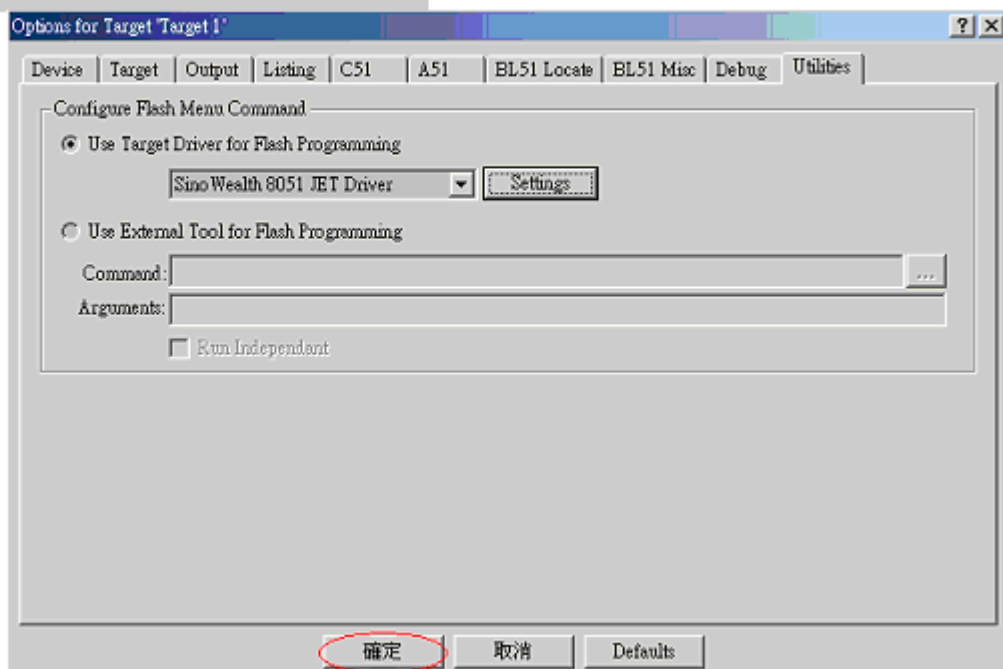 Options for Target 'Target 1'
Device Target Output Listing C51 A51 BL51 Locate BL51 Misc Debug Utilities
Configure Flash Menu Command
Use Target Driver for Flash Programming
SinoWealth 8051 JET Driver Settings
Use External Tool for Flash Programming
Command: ...
Arguments:
Run Independant
確定 取消 Defaults